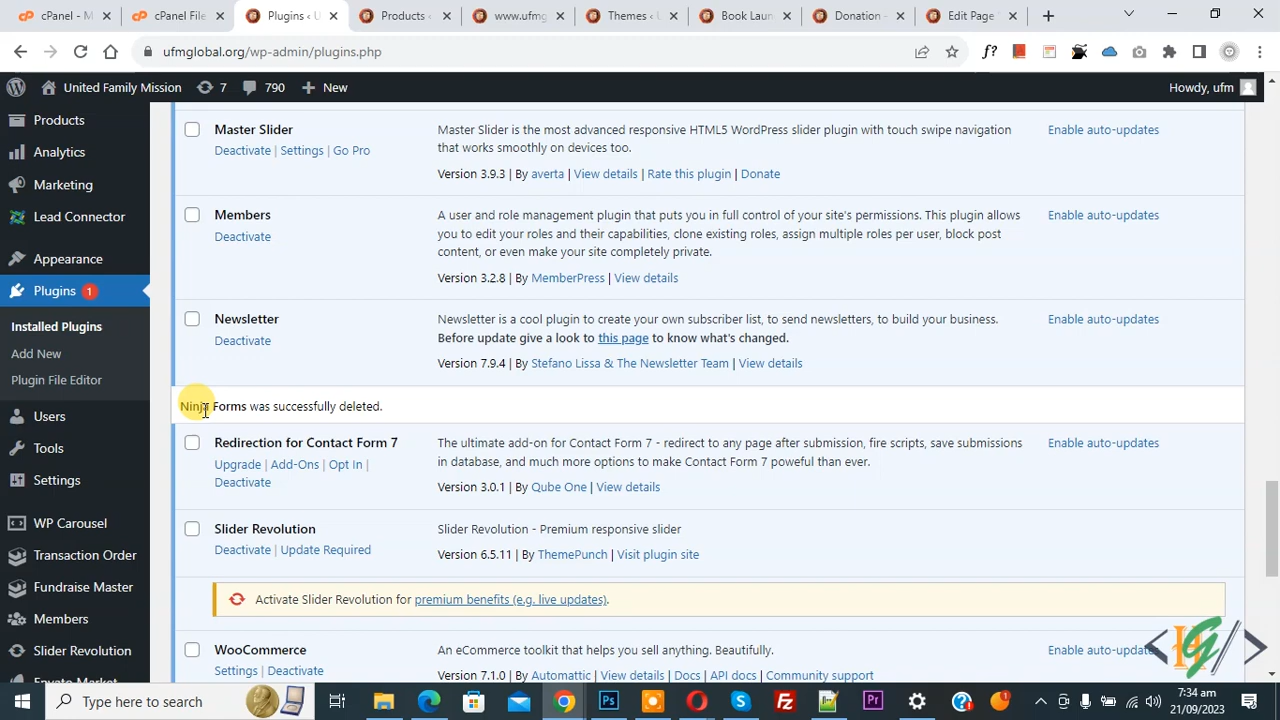 cPanel - M
cPanel File
Plugins ‹ U
Products ‹
www.ufmg
Themes ‹ U
Book Laun
Donation –
Edit Page
ufmglobal.org/wp-admin/plugins.php
f?
United Family Mission 7 790 New
Howdy, ufm
Products
Analytics
Marketing
Lead Connector
Appearance
Plugins 1
Installed Plugins
Add New
Plugin File Editor
Users
Tools
Settings
WP Carousel
Transaction Order
Fundraise Master
Members
Slider Revolution
Master Slider
Deactivate | Settings | Go Pro
Master Slider is the most advanced responsive HTML5 WordPress slider plugin with touch swipe navigation
that works smoothly on devices too.
Version 3.9.3 | By averta | View details | Rate this plugin | Donate
Enable auto-updates
Members
Deactivate
A user and role management plugin that puts you in full control of your site's permissions. This plugin allows
you to edit your roles and their capabilities, clone existing roles, assign multiple roles per user, block post
content, or even make your site completely private.
Version 3.2.8 | By MemberPress | View details
Enable auto-updates
Newsletter
Deactivate
Newsletter is a cool plugin to create your own subscriber list, to send newsletters, to build your business.
Before update give a look to this page to know what's changed.
Version 7.9.4 | By Stefano Lissa & The Newsletter Team | View details
Enable auto-updates
Ninja Forms was successfully deleted.
Redirection for Contact Form 7
Upgrade | Add-Ons | Opt In |
Deactivate
The ultimate add-on for Contact Form 7 - redirect to any page after submission, fire scripts, save submissions
in database, and much more options to make Contact Form 7 powerful than ever.
Version 3.0.1 | By Qube One | View details
Enable auto-updates
Slider Revolution
Deactivate | Update Required
Slider Revolution - Premium responsive slider
Version 6.5.11 | By ThemePunch | Visit plugin site
Activate Slider Revolution for premium benefits (e.g. live updates).
WooCommerce
Settings | Deactivate
An eCommerce toolkit that helps you sell anything. Beautifully.
Version 7.1.0 | By Automattic | View details | Docs | API docs | Community support
Enable auto-updates
Type here to search
7:34 am
21/09/2023